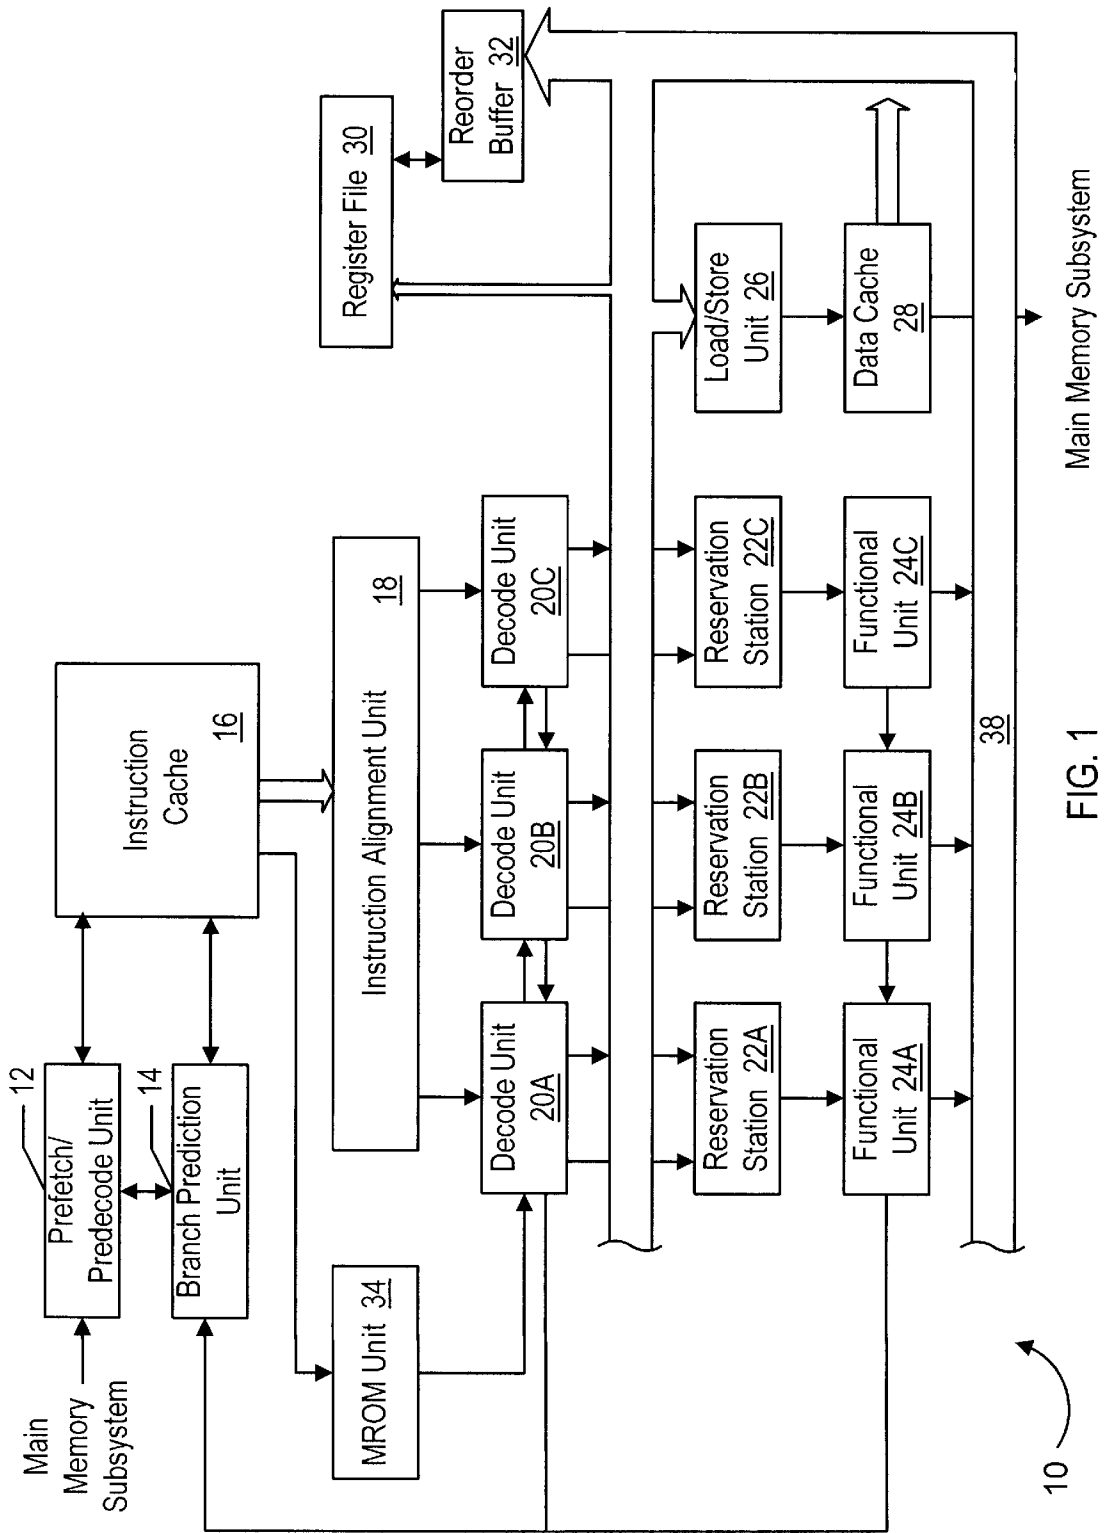 Main
Memory
Subsystem
Prefetch/
Predecode Unit
12
Branch Prediction
Unit
14
Instruction
Cache
16
MROM Unit 34
Instruction Alignment Unit
18
Register File 30
Reorder
Buffer 32
Decode Unit
20A
Decode Unit
20B
Decode Unit
20C
Reservation
Station 22A
Reservation
Station 22B
Reservation
Station 22C
Load/Store
Unit 26
Functional
Unit 24A
Functional
Unit 24B
Functional
Unit 24C
Data Cache
28
38
Main Memory Subsystem
10
FIG. 1